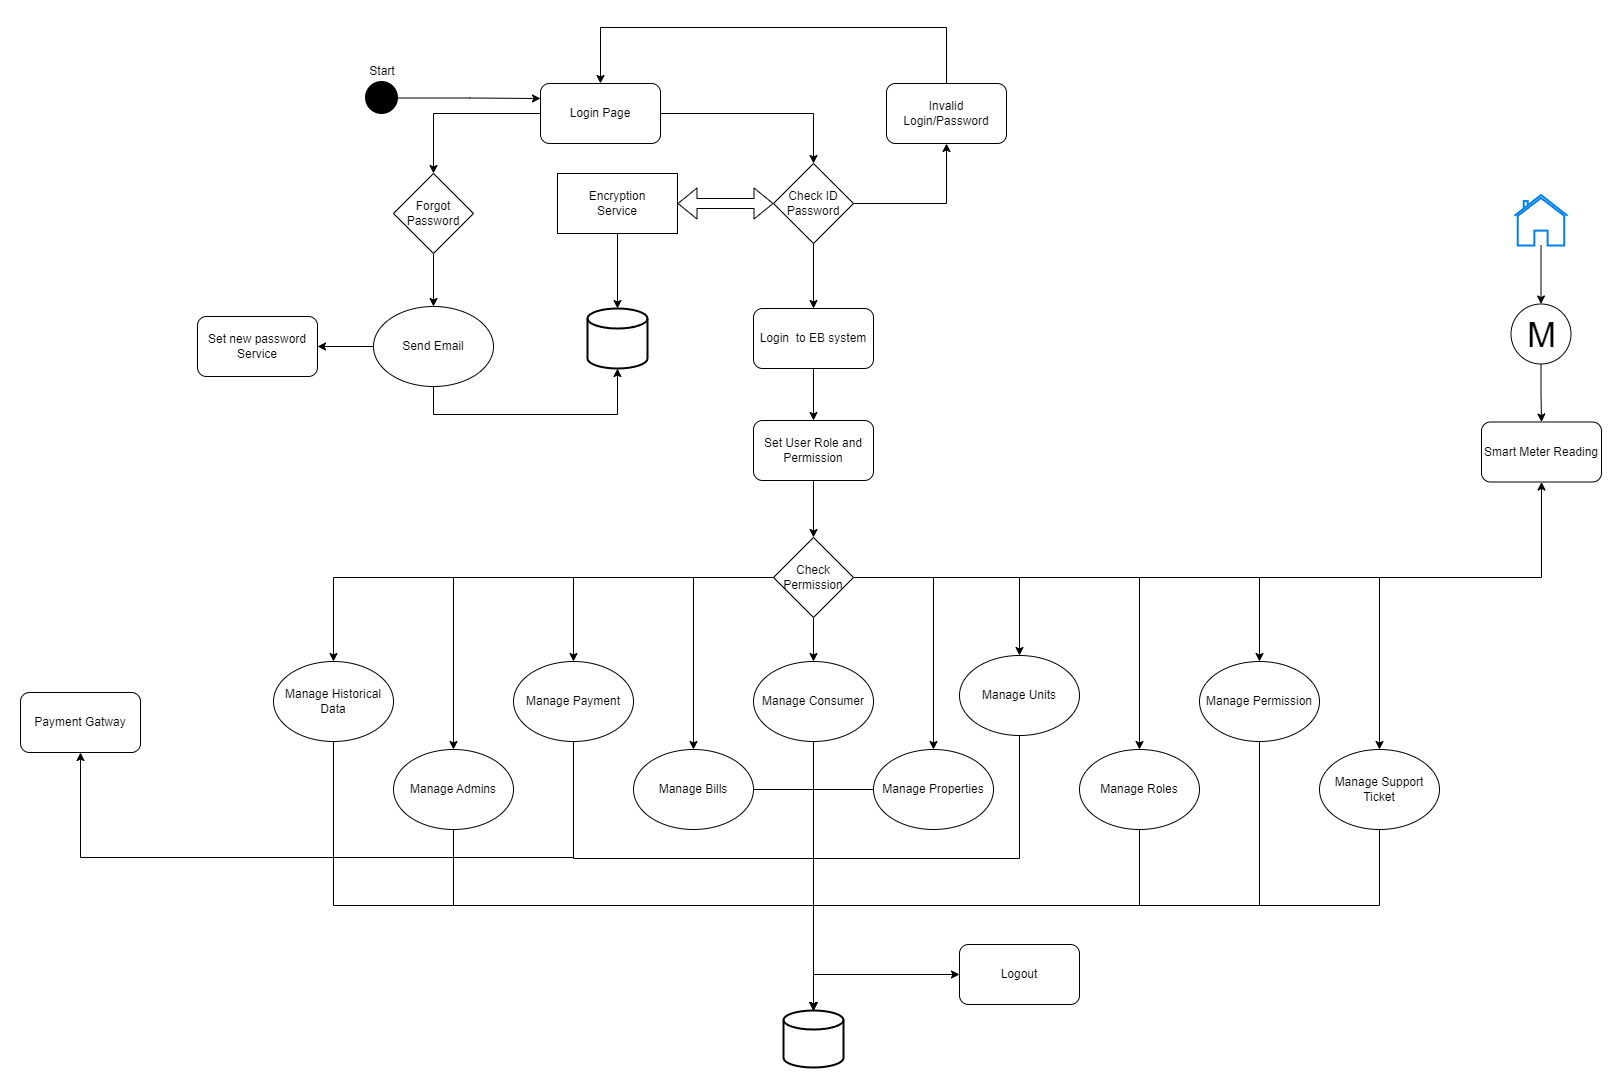 Start
Login Page
Invalid
Login/Password
Forgot
Password
Encryption
Service
Check ID
Password
Set new password
Service
Send Email
Login  to EB system
M
Set User Role and
Permission
Smart Meter Reading
Check
Permission
Manage Historical
Data
Manage Payment
Manage Consumer
Manage Units
Manage Permission
Payment Gatway
Manage Admins
Manage Bills
Manage Properties
Manage Roles
Manage Support
Ticket
Logout